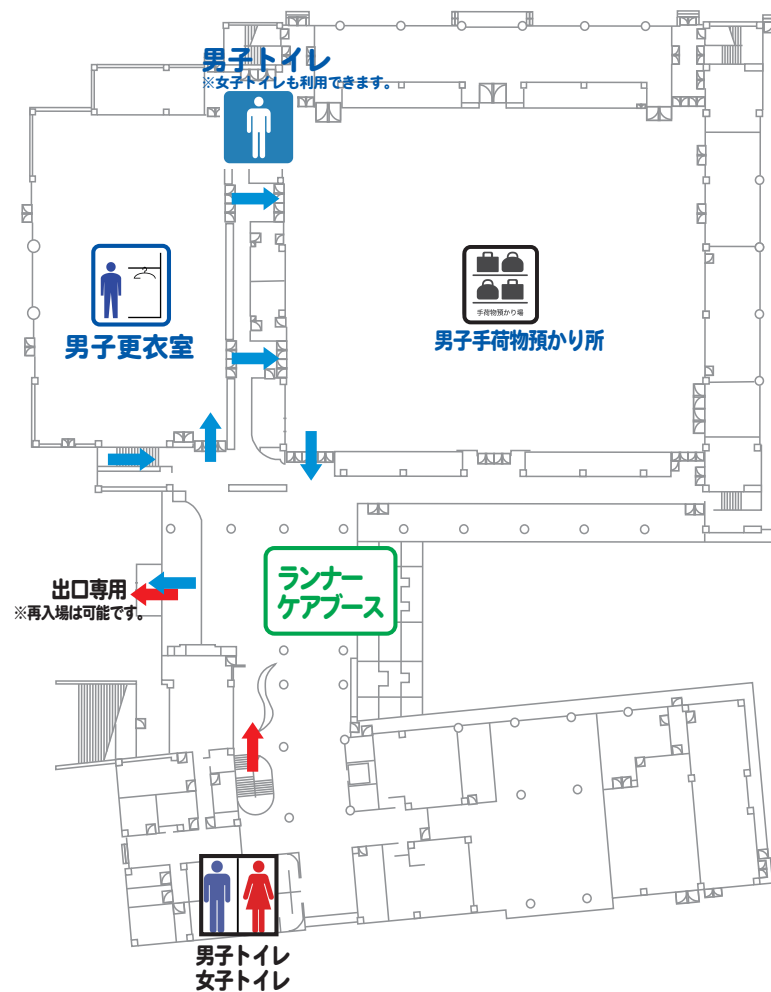 男子トイレ
※女子トイレも利用できます。
男子更衣室
手荷物預かり場
男子手荷物預かり所
ランナー
ケアブース
出口専用
※再入場は可能です。
男子トイレ
女子トイレ